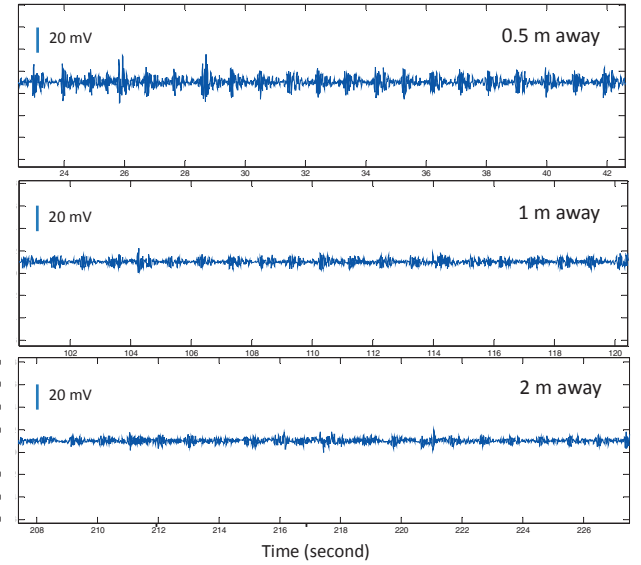 20 mV
0.5 m away
24 26 28 30 32 34 36 38 40 42
20 mV
1 m away
102 104 106 108 110 112 114 116 118 120
20 mV
2 m away
208 210 212 214 216 218 220 222 224 226
Time (second)